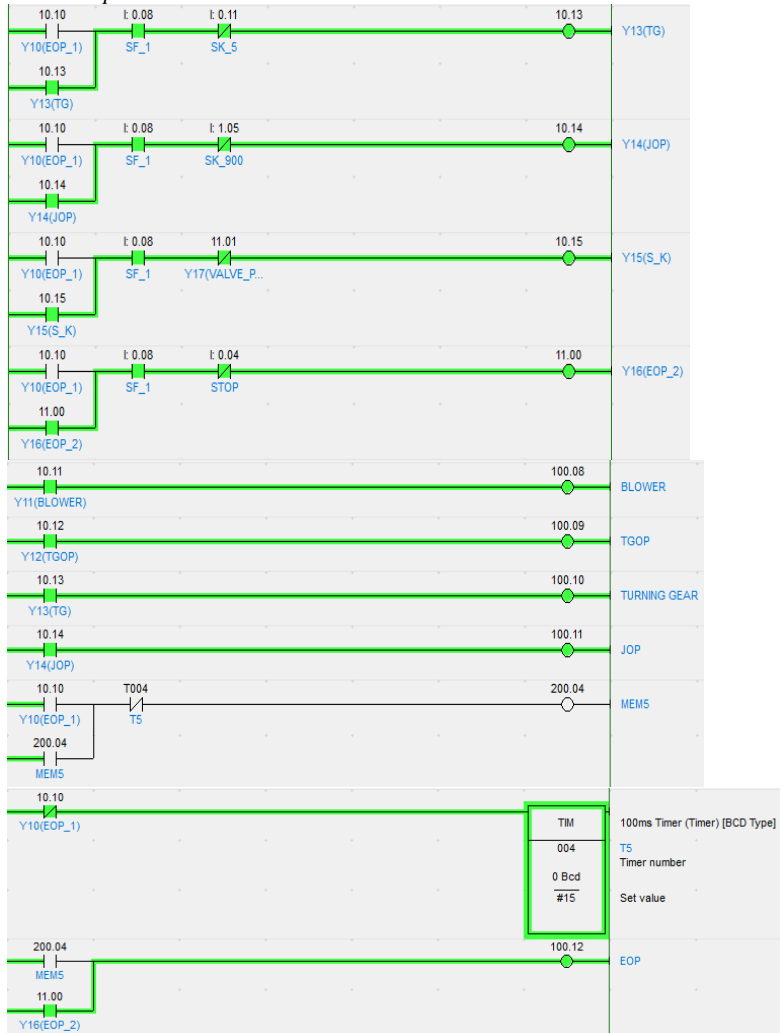 10.10 I: 0.08 I: 0.11 10.13
Y10(EOP_1) SF_1 SK_5 Y13(TG)
10.13
Y13(TG)
10.10 I: 0.08 I: 1.05 10.14
Y10(EOP_1) SF_1 SK_900 Y14(JOP)
10.14
Y14(JOP)
10.10 I: 0.08 11.01 10.15
Y10(EOP_1) SF_1 Y17(VALVE_P... Y15(S_K)
10.15
Y15(S_K)
10.10 I: 0.08 I: 0.04 11.00
Y10(EOP_1) SF_1 STOP Y16(EOP_2)
11.00
Y16(EOP_2)
10.11 100.08
Y11(BLOWER) BLOWER
10.12 100.09
Y12(TGOP) TGOP
10.13 100.10
Y13(TG) TURNING GEAR
10.14 100.11
Y14(JOP) JOP
10.10 T004 200.04
Y10(EOP_1) T5 MEM5
200.04
MEM5
10.10
Y10(EOP_1) TIM 100ms Timer (Timer) [BCD Type]
004 T5
Timer number
0 Bcd
#15 Set value
200.04 100.12
MEM5 EOP
11.00
Y16(EOP_2)